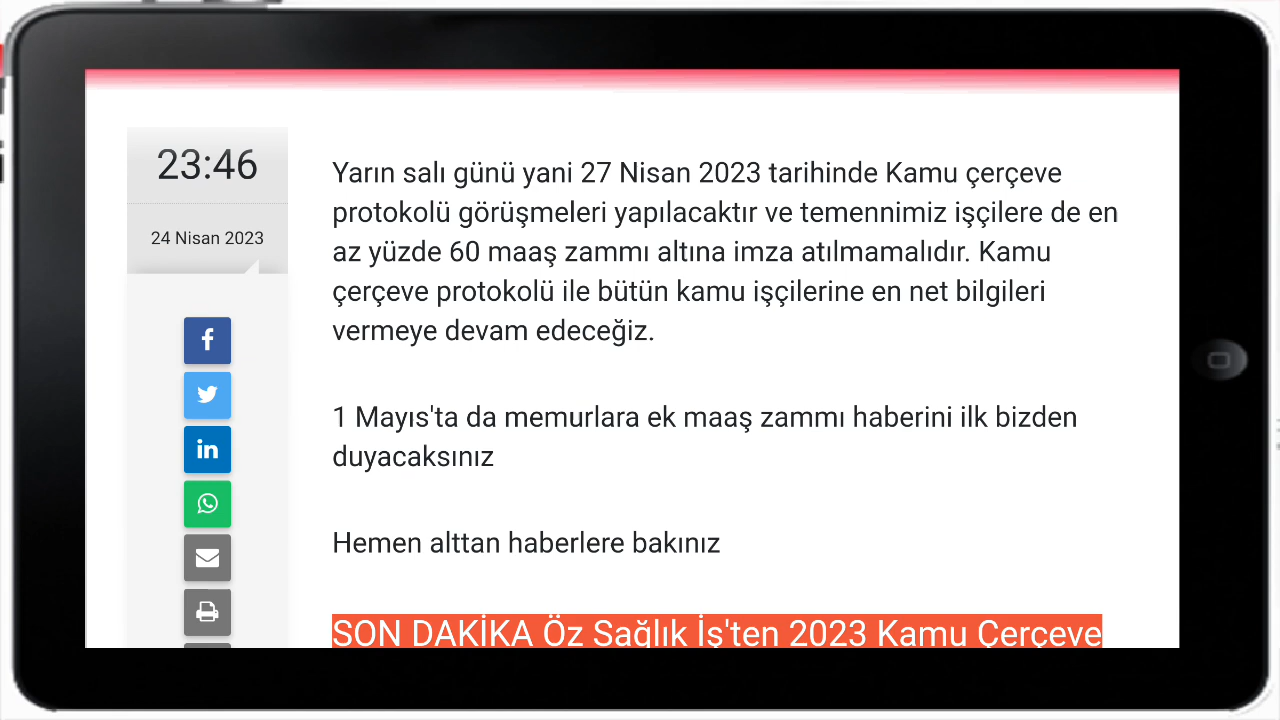 23:46
24 Nisan 2023
Yarın salı günü yani 27 Nisan 2023 tarihinde Kamu çerçeve
protokolü görüşmeleri yapılacaktır ve temennimiz işçilere de en
az yüzde 60 maaş zammı altına imza atılmamalıdır. Kamu
çerçeve protokolü ile bütün kamu işçilerine en net bilgileri
vermeye devam edeceğiz.
1 Mayıs'ta da memurlara ek maaş zammı haberini ilk bizden
duyacaksınız
Hemen alttan haberlere bakınız
SON DAKİKA Öz Sağlık İş'ten 2023 Kamu Çerçeve